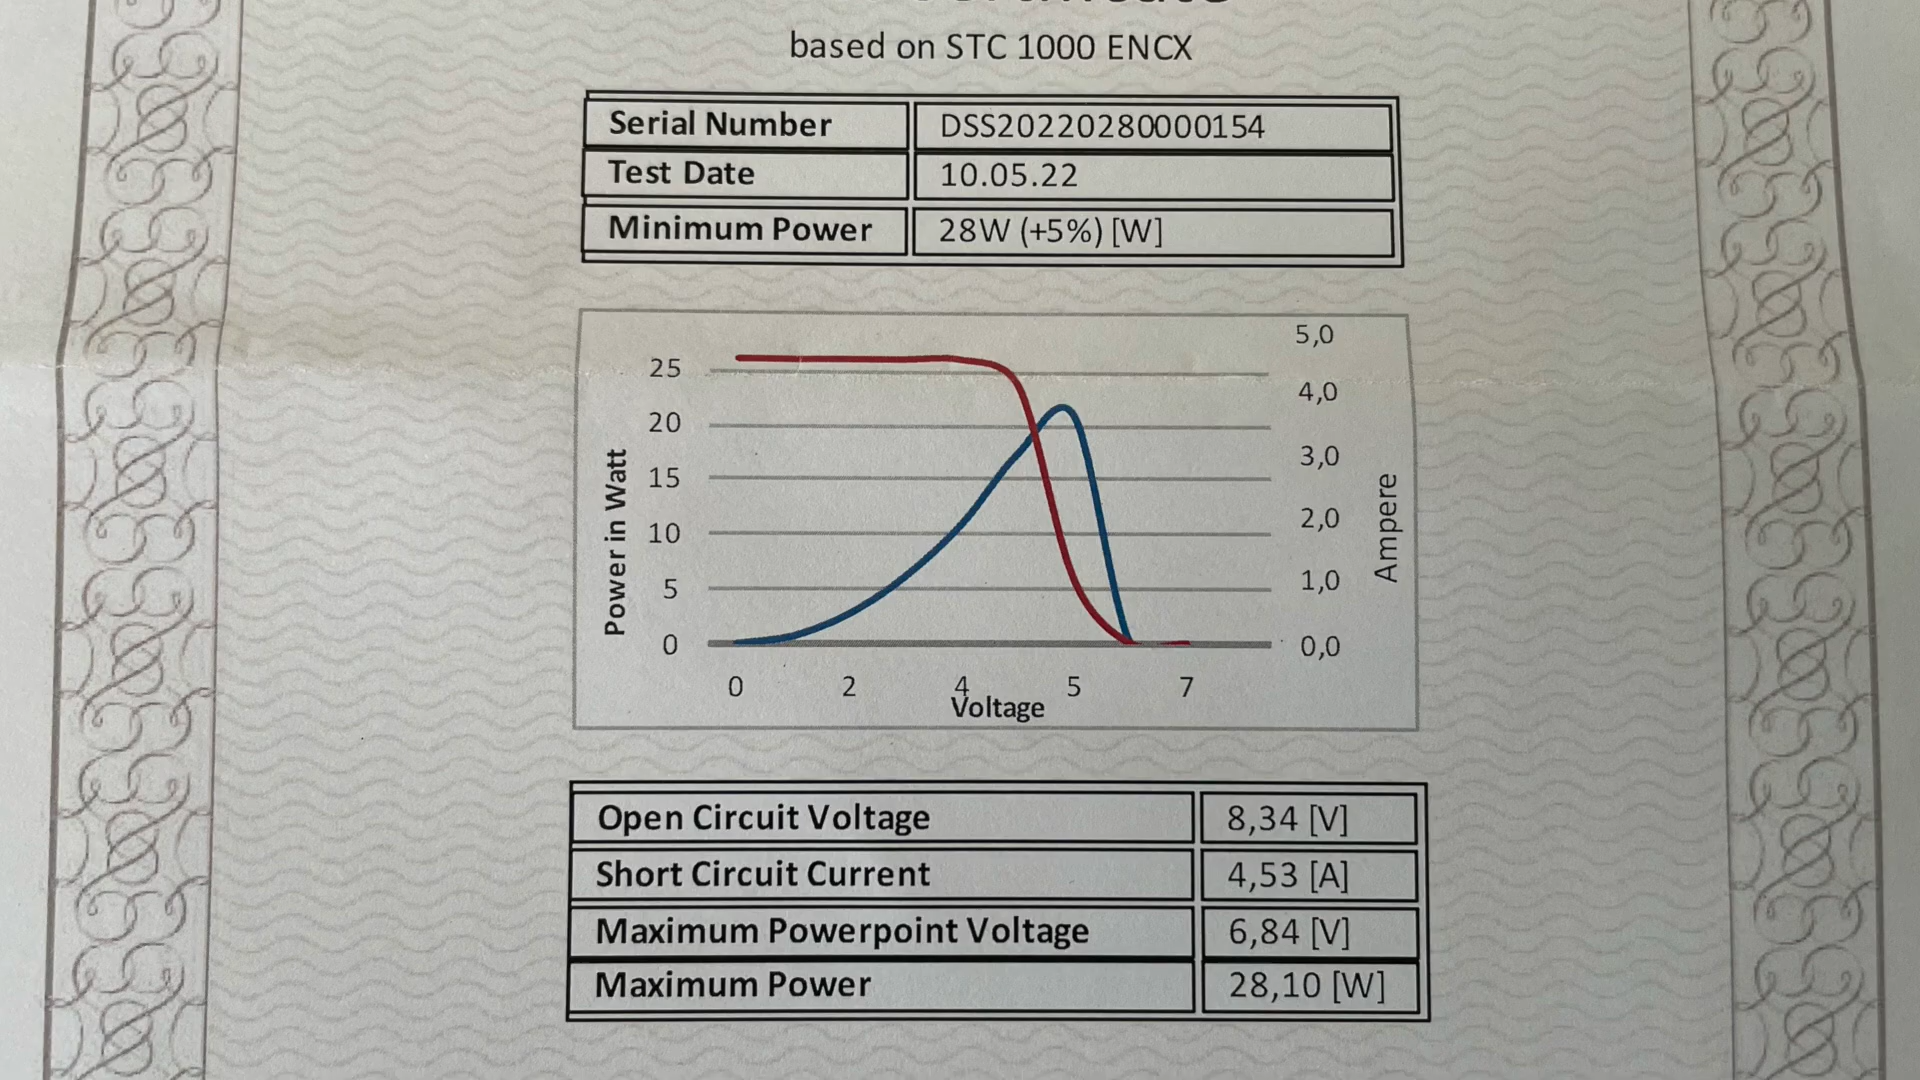 based on STC 1000 ENCX
Serial Number DSS20220280000154
Test Date 10.05.22
Minimum Power 28W (+5%) [W]
5,0
25
4,0
20
3,0
15
2,0
10
1,0
5
0
0,0
Power in Watt
Ampere
0 2 4 5 7
Voltage
Open Circuit Voltage 8,34 [V]
Short Circuit Current 4,53 [A]
Maximum Powerpoint Voltage 6,84 [V]
Maximum Power 28,10 [W]